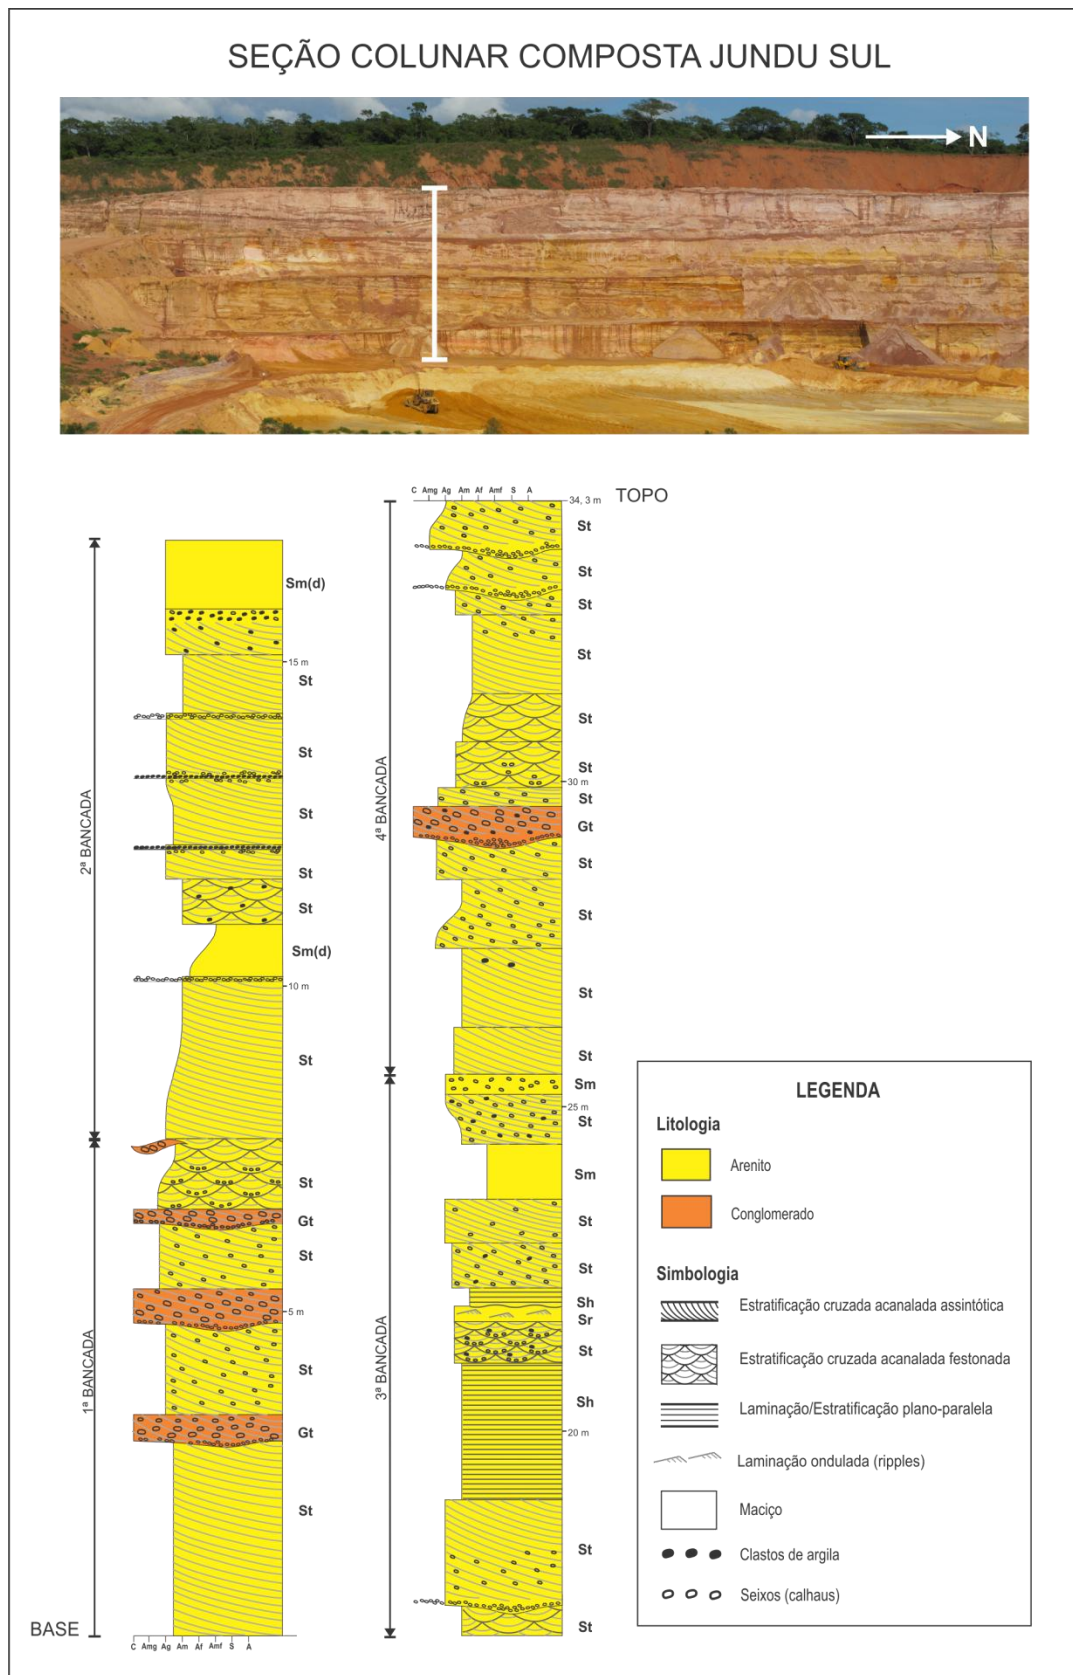 SEÇÃO COLUNAR COMPOSTA JUNDU SUL
N
2ª BANCADA
Sm(d)
15 m
St
St
St
St
St
Sm(d)
10 m
St
1ª BANCADA
St
Gt
St
5 m
St
Gt
St
BASE
C Amg Ag Am Af Amf S A
C Amg Ag Am Af Amf S A
34, 3 m
TOPO
4ª BANCADA
St
St
St
St
St
St
30 m
St
Gt
St
St
St
St
3ª BANCADA
Sm
25 m
St
Sm
St
St
Sh
Sr
St
Sh
20 m
St
St
LEGENDA
Litologia
Arenito
Conglomerado
Simbologia
Estratificação cruzada acanalada assintótica
Estratificação cruzada acanalada festonada
Laminação/Estratificação plano-paralela
Laminação ondulada (ripples)
Maciço
Clastos de argila
Seixos (calhaus)